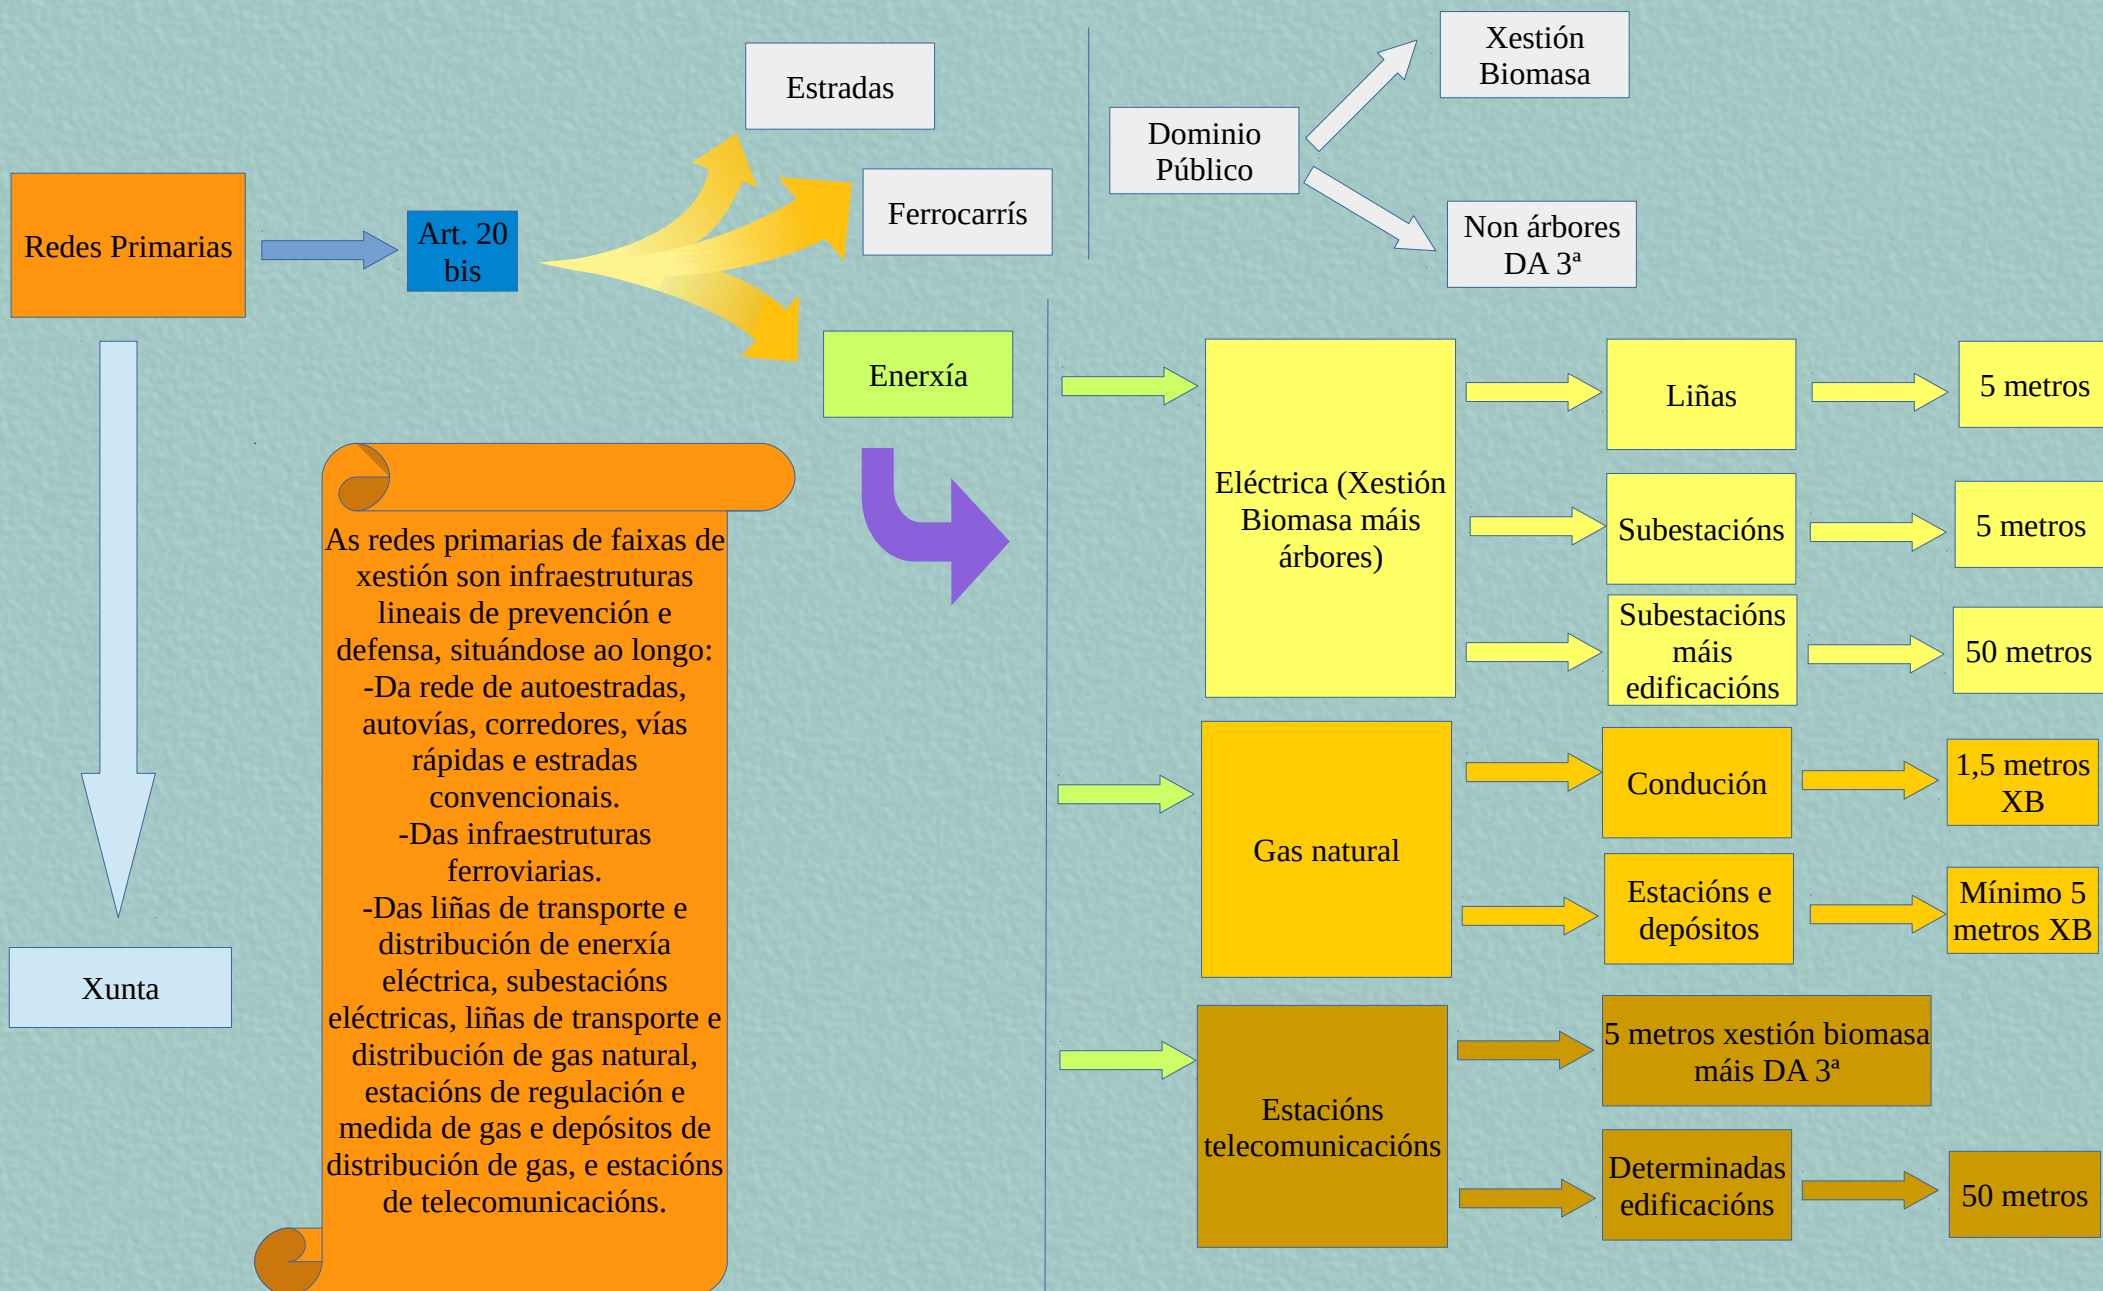 Redes Primarias
Art. 20
bis
Estradas
Ferrocarrís
Enerxía
Dominio
Público
Xestión
Biomasa
Non árbores
DA 3ª
Xunta
As redes primarias de faixas de
xestión son infraestruturas
lineais de prevención e
defensa, situándose ao longo:
-Da rede de autoestradas,
autovías, corredores, vías
rápidas e estradas
convencionais.
-Das infraestruturas
ferroviarias.
-Das liñas de transporte e
distribución de enerxía
eléctrica, subestacións
eléctricas, liñas de transporte e
distribución de gas natural,
estacións de regulación e
medida de gas e depósitos de
distribución de gas, e estacións
de telecomunicacións.
Eléctrica (Xestión
Biomasa máis
árbores)
Liñas
5 metros
Subestacións
5 metros
Subestacións
máis
edificacións
50 metros
Gas natural
Condución
1,5 metros
XB
Estacións e
depósitos
Mínimo 5
metros XB
Estacións
telecomunicacións
5 metros xestión biomasa
máis DA 3ª
Determinadas
edificacións
50 metros